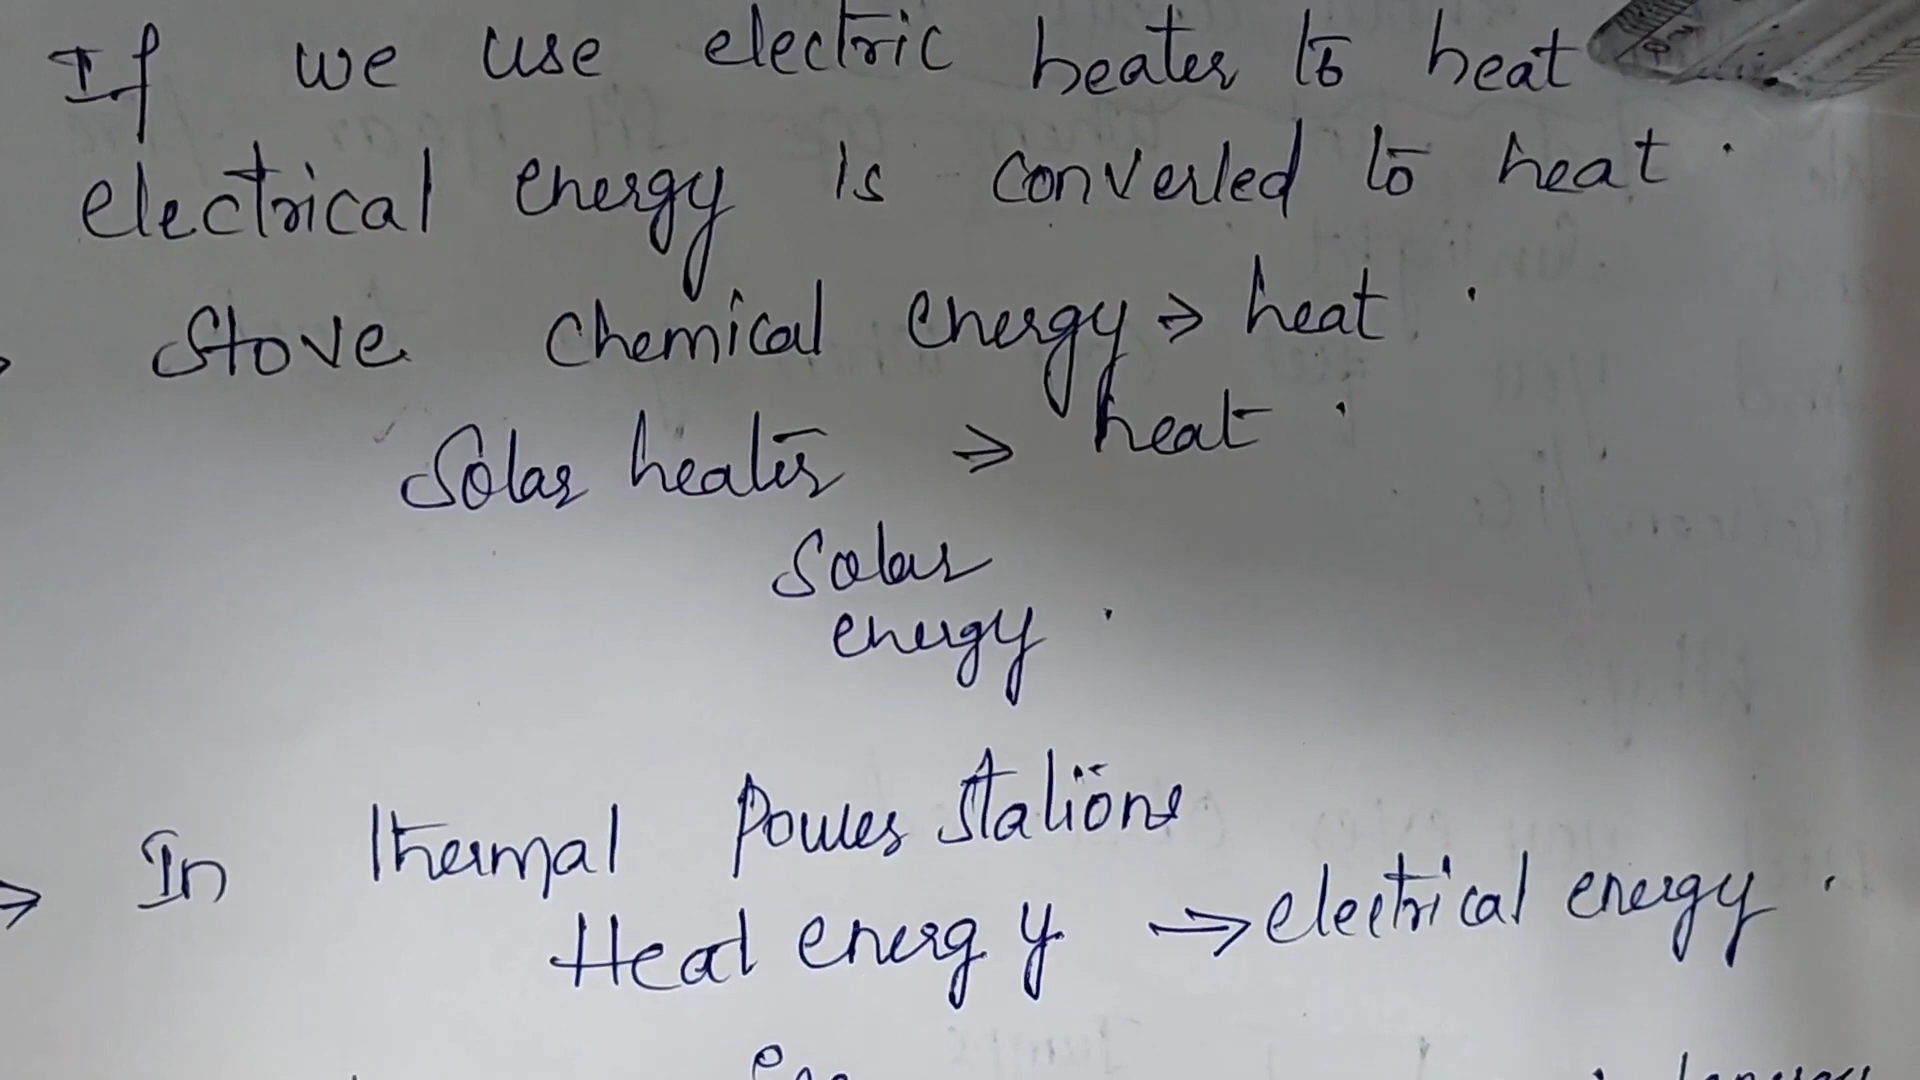 If we use electric heater to heat
electrical energy is converted to heat.
Stove chemical energy ⇒ heat.
Solar heater ⇒ heat.
Solar
energy.
In thermal Power stations
Heat energy → electrical energy.